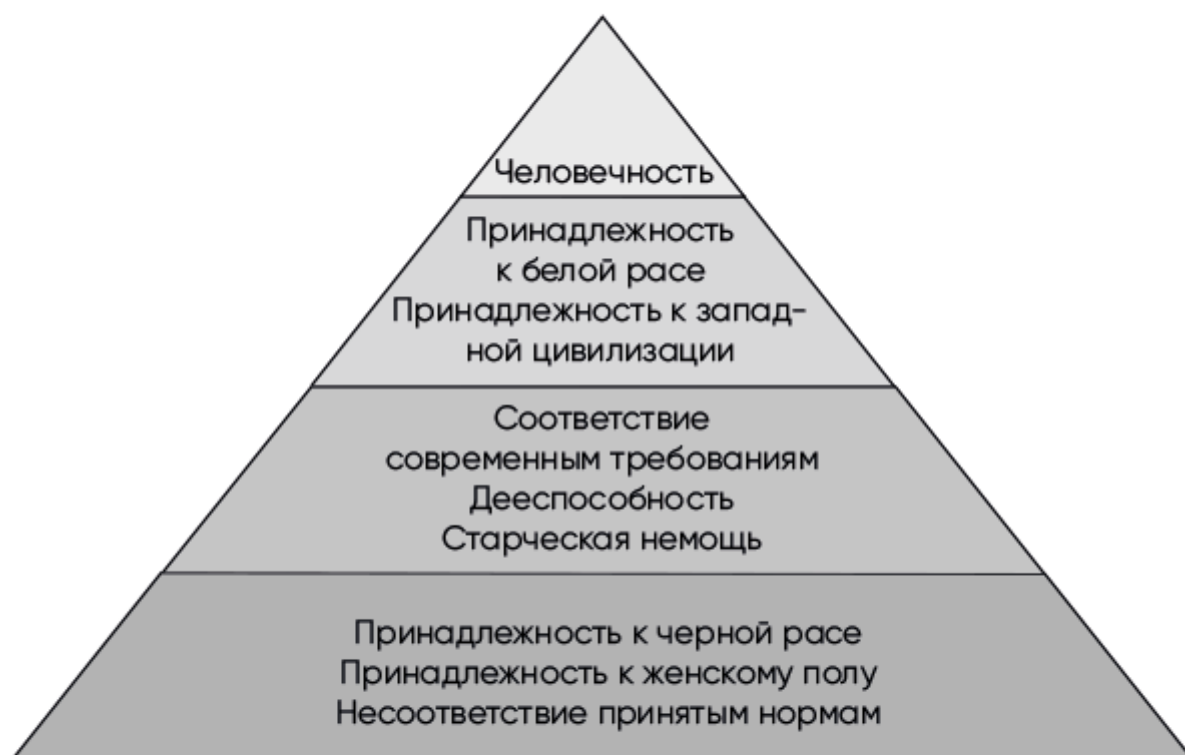 Человечность
Принадлежность
к белой расе
Принадлежность к запад-
ной цивилизации
Соответствие
современным требованиям
Дееспособность
Старческая немощь
Принадлежность к черной расе
Принадлежность к женскому полу
Несоответствие принятым нормам